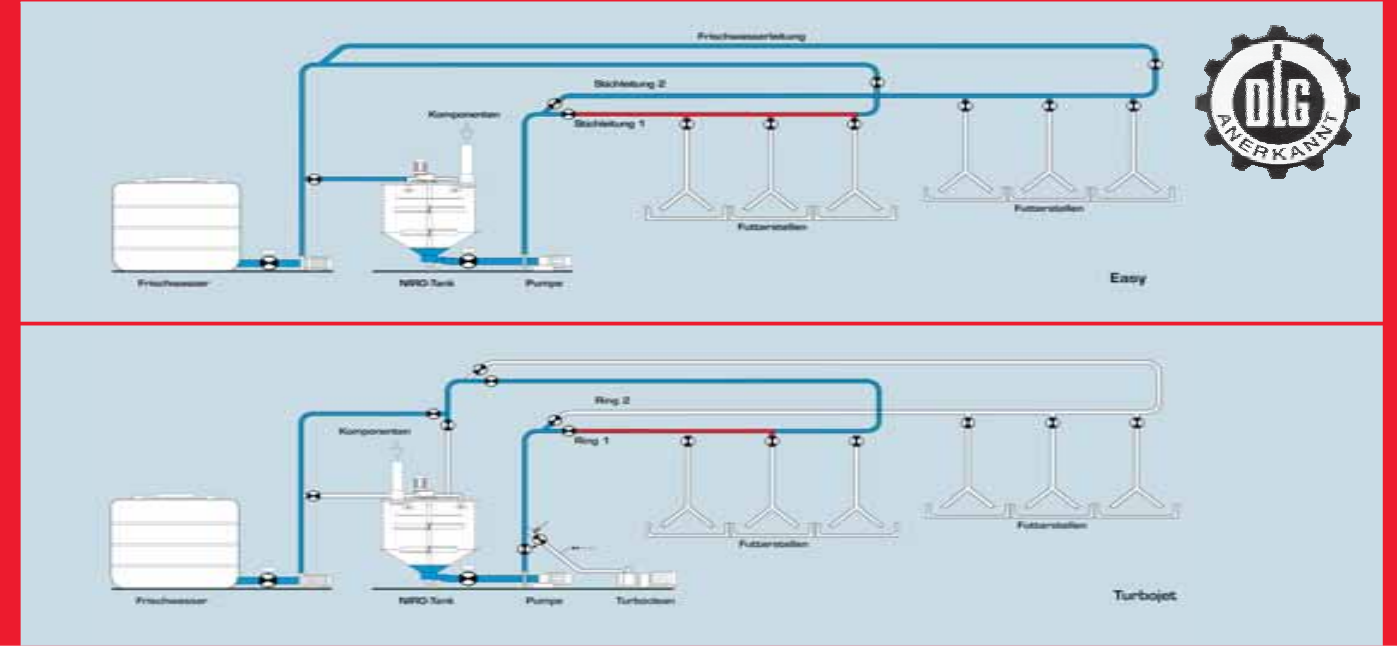 Frischwasserleitung
Stichleitung 2
Komponenten
Stichleitung 1
Futterstellen
Futterstellen
Frischwasser
NIRO-Tank
Pumpe
Easy
DLG
ANERKANNT
Ring 2
Komponenten
Ring 1
Futterstellen
Futterstellen
Frischwasser
NIRO-Tank
Pumpe
Turboclean
Turbojet